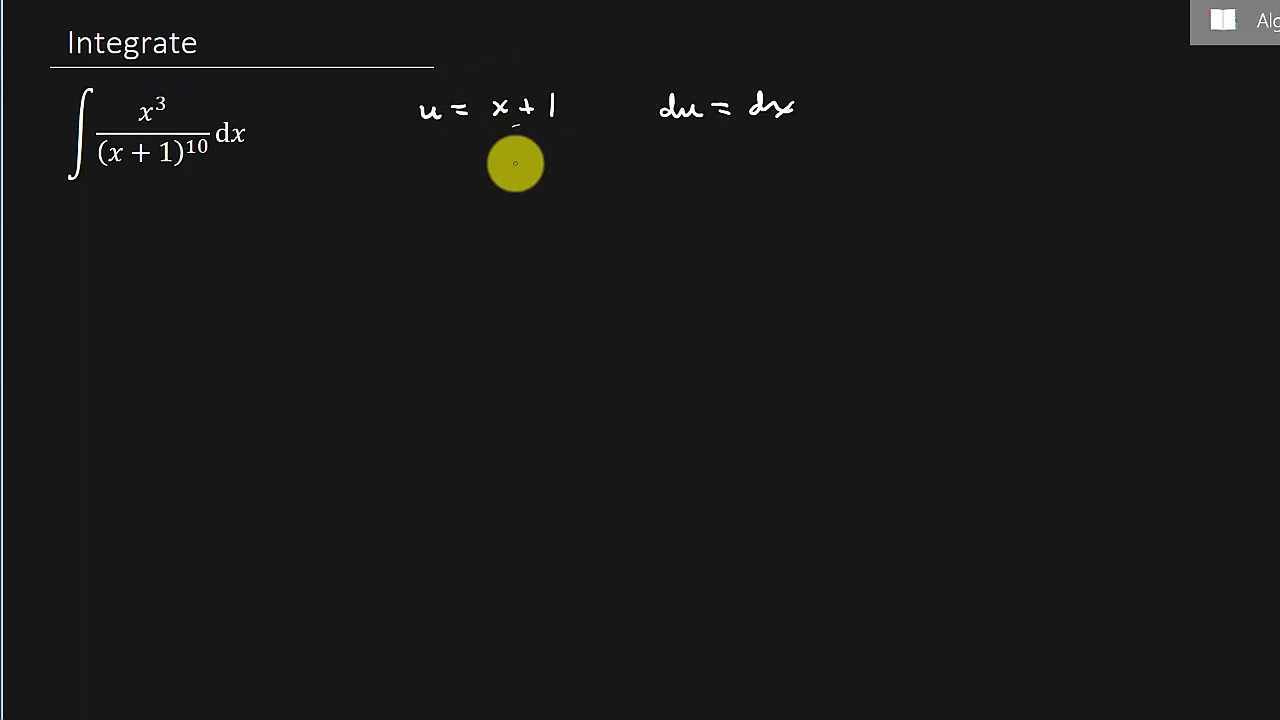 Integrate
∫ x³/(x + 1)¹⁰ dx
u = x + 1    du = dx
Alg